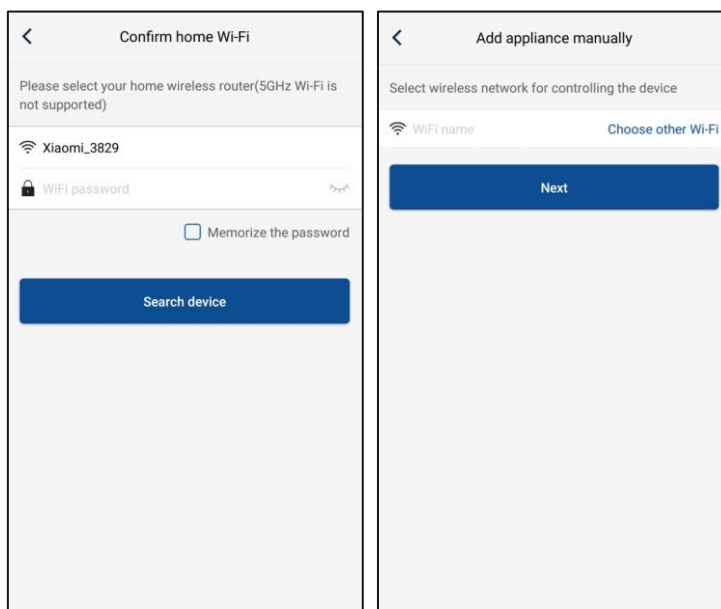 Confirm home Wi-Fi
Please select your home wireless router(5GHz Wi-Fi is
not supported)
Xiaomi_3829
WiFi password
Memorize the password
Search device
Add appliance manually
Select wireless network for controlling the device
WiFi name
Choose other Wi-Fi
Next